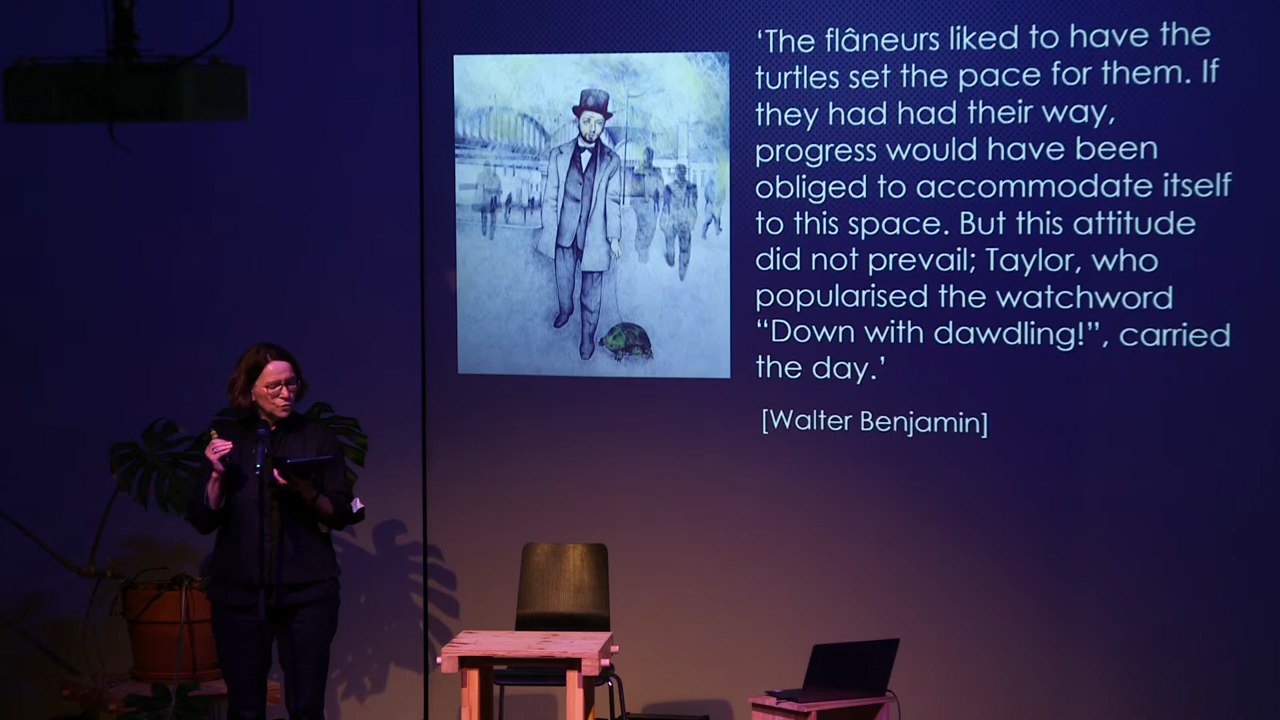 ‘The flâneurs liked to have the
turtles set the pace for them. If
they had had their way,
progress would have been
obliged to accommodate itself
to this space. But this attitude
did not prevail; Taylor, who
popularised the watchword
“Down with dawdling!”, carried
the day.’
[Walter Benjamin]